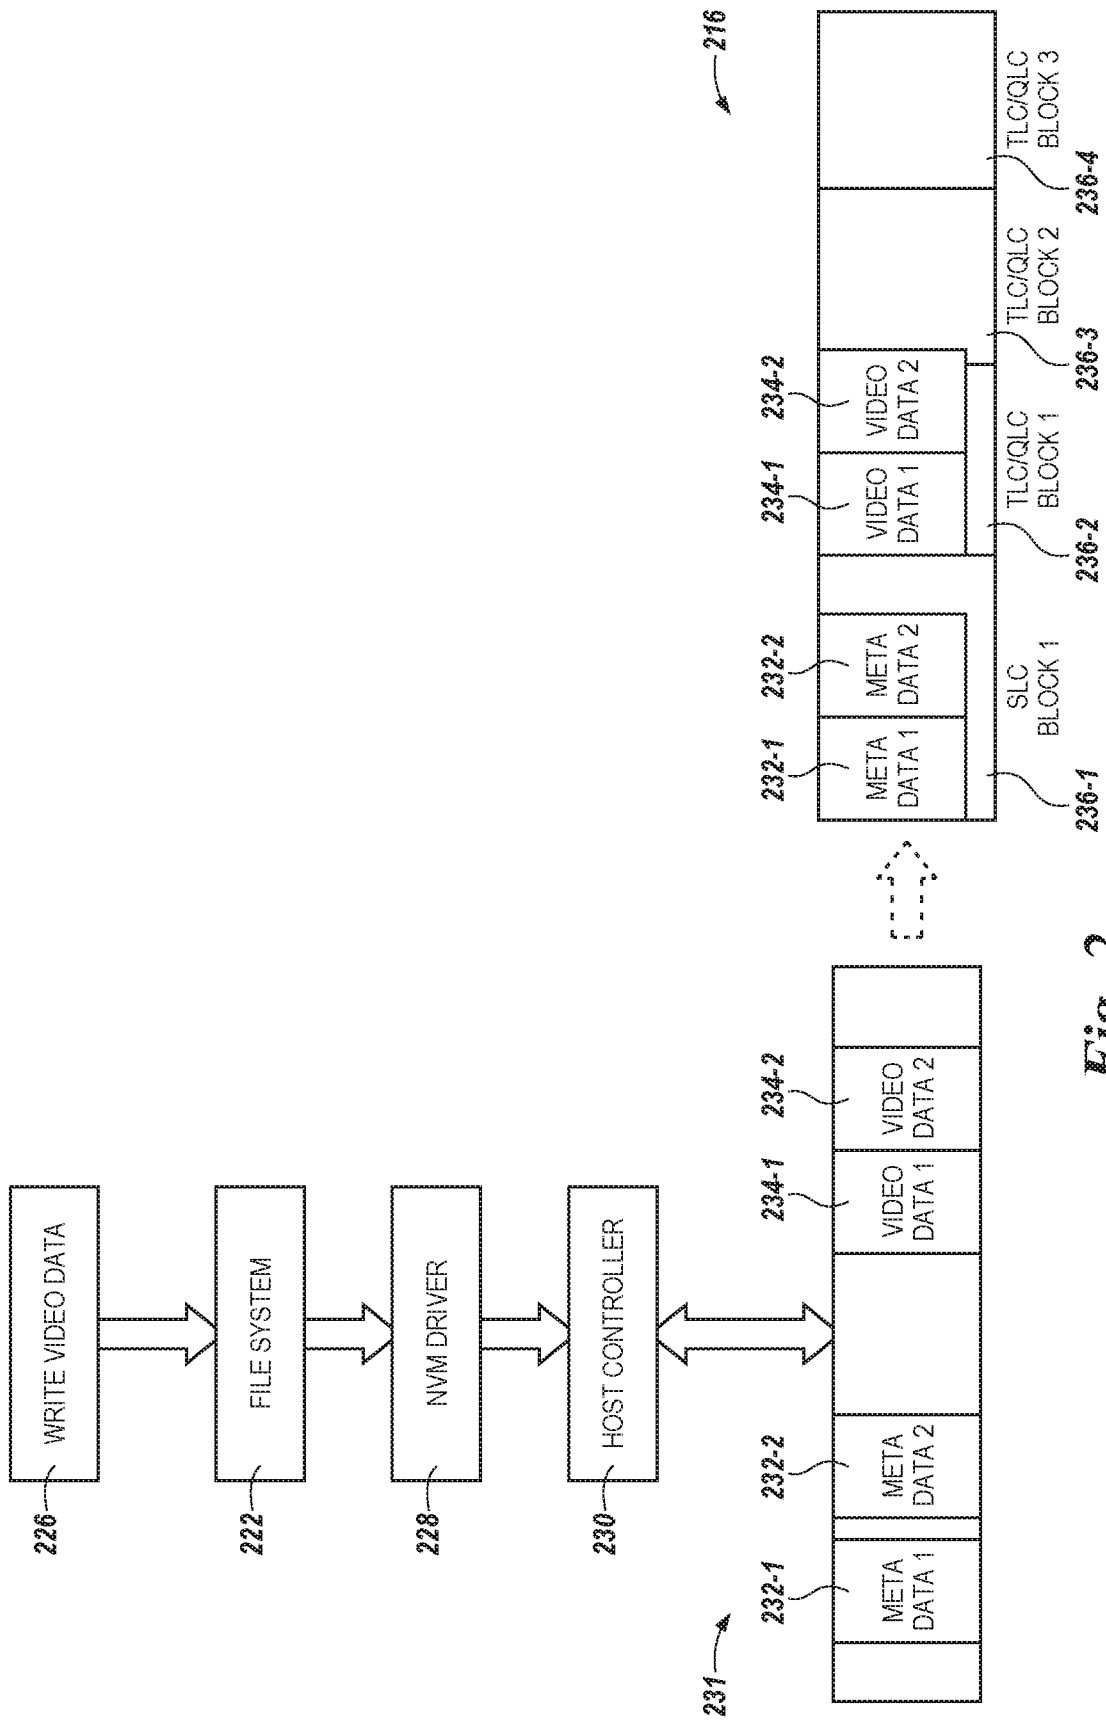 226
WRITE VIDEO DATA
222
FILE SYSTEM
228
NVM DRIVER
230
HOST CONTROLLER
231
232-1
232-2
234-1
234-2
META
DATA 1
META
DATA 2
VIDEO
DATA 1
VIDEO
DATA 2
216
232-1
232-2
234-1
234-2
META
DATA 1
META
DATA 2
VIDEO
DATA 1
VIDEO
DATA 2
SLC
BLOCK 1
TLC/QLC
BLOCK 1
TLC/QLC
BLOCK 2
TLC/QLC
BLOCK 3
236-1
236-2
236-3
236-4